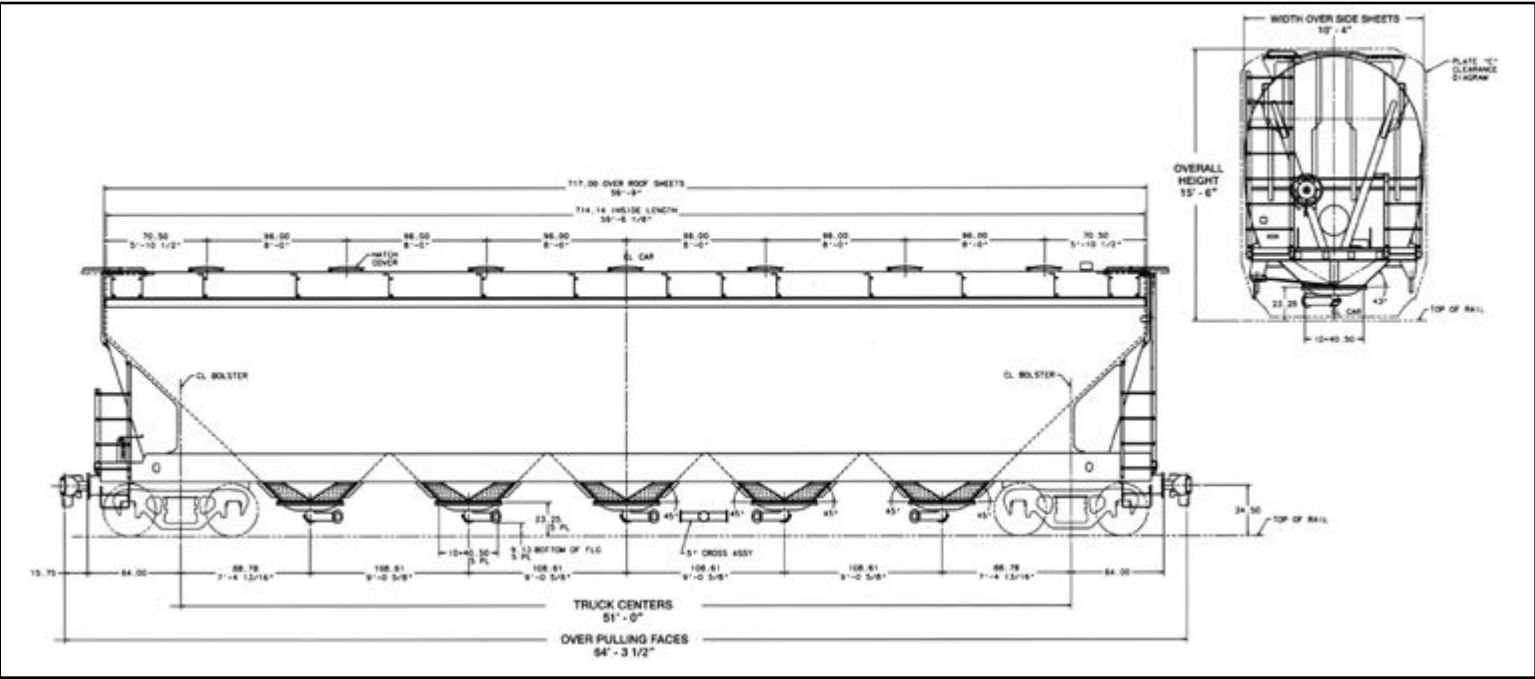 WIDTH OVER SIDE SHEETS
10' - 4"
PLATE "C"
CLEARANCE
DIAGRAM
OVERALL
HEIGHT
15' - 6"
23.25
43°
CL CAR
TOP OF RAIL
10×40.50
717.00 OVER ROOF SHEETS
59'-9"
714.14 INSIDE LENGTH
59'-6 1/8"
70.50 96.00 96.00 96.00 96.00 96.00 96.00 70.50
5'-10 1/2" 8'-0" 8'-0" 8'-0" 8'-0" 8'-0" 8'-0" 5'-10 1/2"
HATCH
COVER
CL CAR
CL BOLSTER
CL BOLSTER
34.50
TOP OF RAIL
23.25
5 PL
45° 45° 45° 45° 45°
10×40.50
5 PL
9.13 BOTTOM OF FLG
5 PL
5" CROSS ASSY
15.75 64.00 88.78 108.61 108.61 108.61 108.61 88.78 64.00
7'-4 13/16" 9'-0 5/8" 9'-0 5/8" 9'-0 5/8" 9'-0 5/8" 7'-4 13/16"
TRUCK CENTERS
51' - 0"
OVER PULLING FACES
64' - 3 1/2"